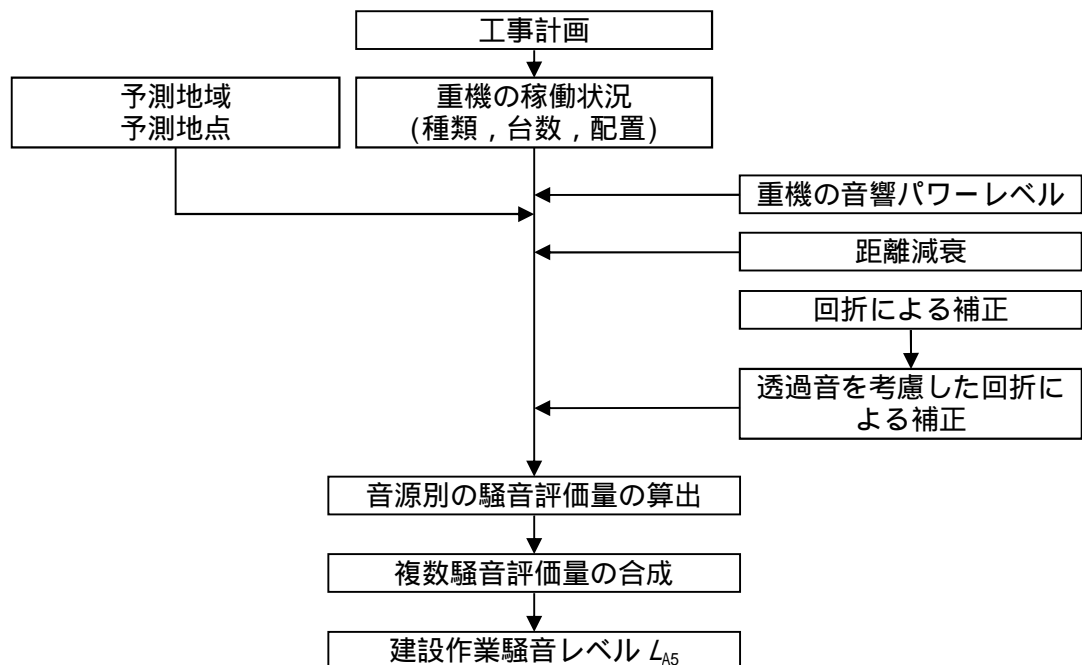 工事計画
予測地域
予測地点
重機の稼働状況
(種類，台数，配置)
重機の音響パワーレベル
距離減衰
回折による補正
透過音を考慮した回折に
よる補正
音源別の騒音評価量の算出
複数騒音評価量の合成
建設作業騒音レベル LA5